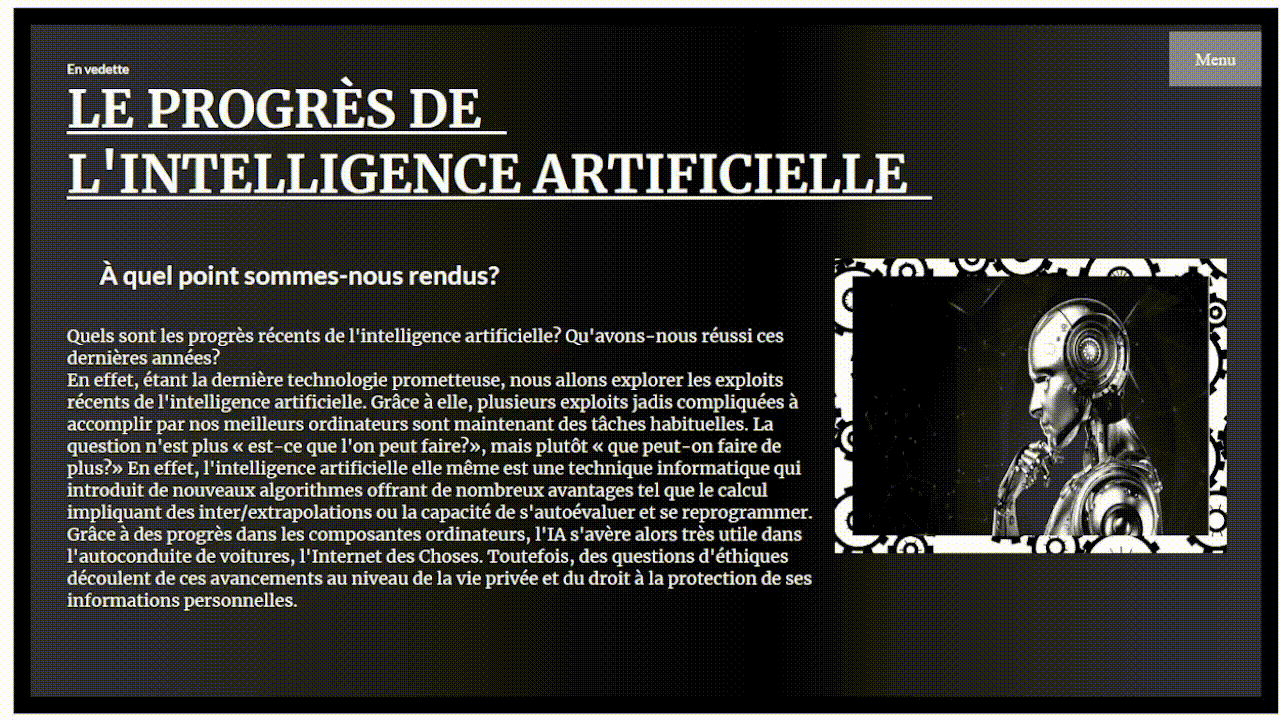 Menu
En vedette
LE PROGRÈS DE
L'INTELLIGENCE ARTIFICIELLE
À quel point sommes-nous rendus?
Quels sont les progrès récents de l'intelligence artificielle? Qu'avons-nous réussi ces
dernières années?
En effet, étant la dernière technologie prometteuse, nous allons explorer les exploits
récents de l'intelligence artificielle. Grâce à elle, plusieurs exploits jadis compliquées à
accomplir par nos meilleurs ordinateurs sont maintenant des tâches habituelles. La
question n'est plus « est-ce que l'on peut faire?», mais plutôt « que peut-on faire de
plus?» En effet, l'intelligence artificielle elle même est une technique informatique qui
introduit de nouveaux algorithmes offrant de nombreux avantages tel que le calcul
impliquant des inter/extrapolations ou la capacité de s'autoévaluer et se reprogrammer.
Grâce à des progrès dans les composantes ordinateurs, l'IA s'avère alors très utile dans
l'autoconduite de voitures, l'Internet des Choses. Toutefois, des questions d'éthiques
découlent de ces avancements au niveau de la vie privée et du droit à la protection de ses
informations personnelles.